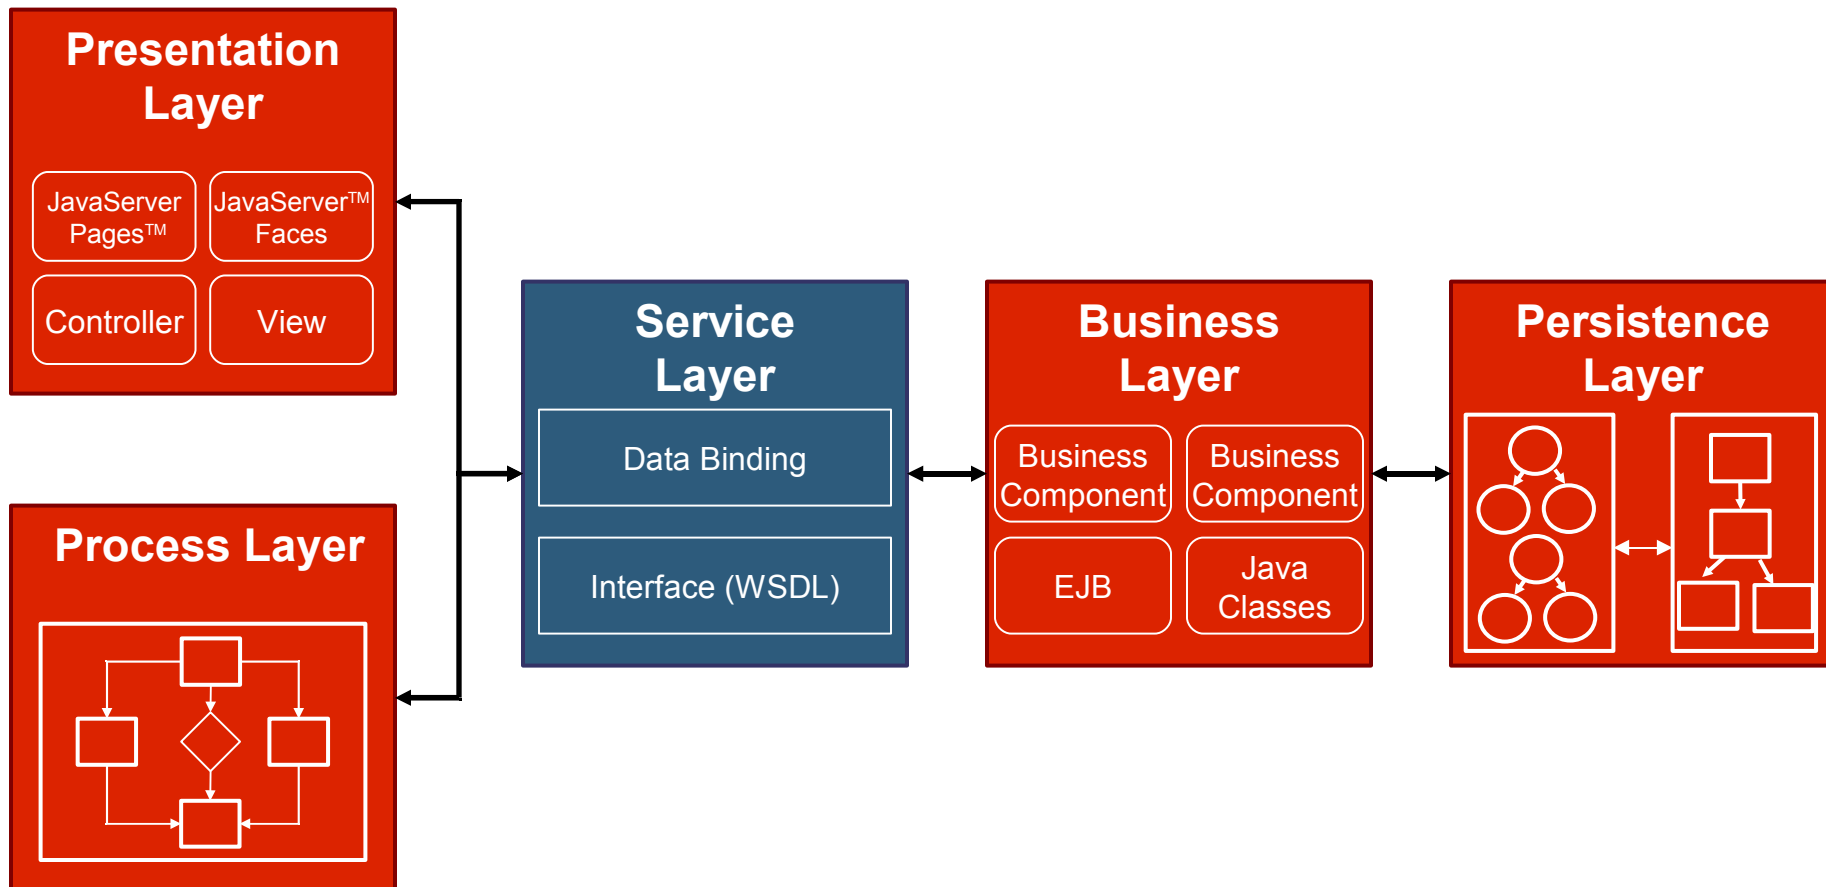 Presentation
Layer
JavaServer
Pages™
JavaServer™
Faces
Controller
View
Process Layer
Service
Layer
Data Binding
Interface (WSDL)
Business
Layer
Business
Component
Business
Component
EJB
Java
Classes
Persistence
Layer